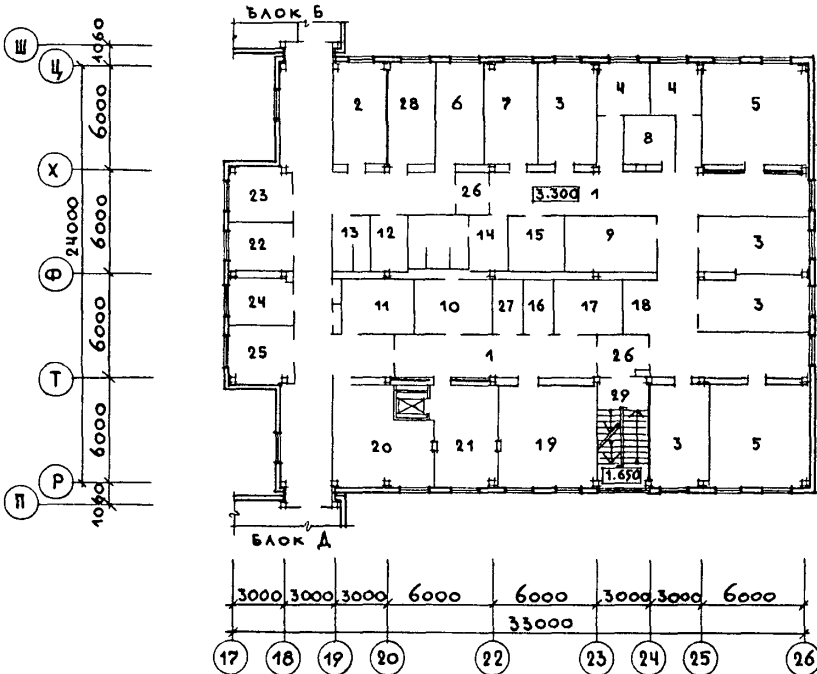 БЛОК Б
Ш
1060
Ц
6000
Х
6000
24000
Ф
6000
Т
6000
Р
1060
П
2 28 6 7 3 4 4 5
8
23 26 3.300 1
22 13 12 14 15 9 3
24 11 10 27 16 17 18 3
25 1 26
29
20 21 19 3 5
1.650
БЛОК Д
3000 3000 3000 6000 6000 3000 3000 6000
33000
17 18 19 20 22 23 24 25 26